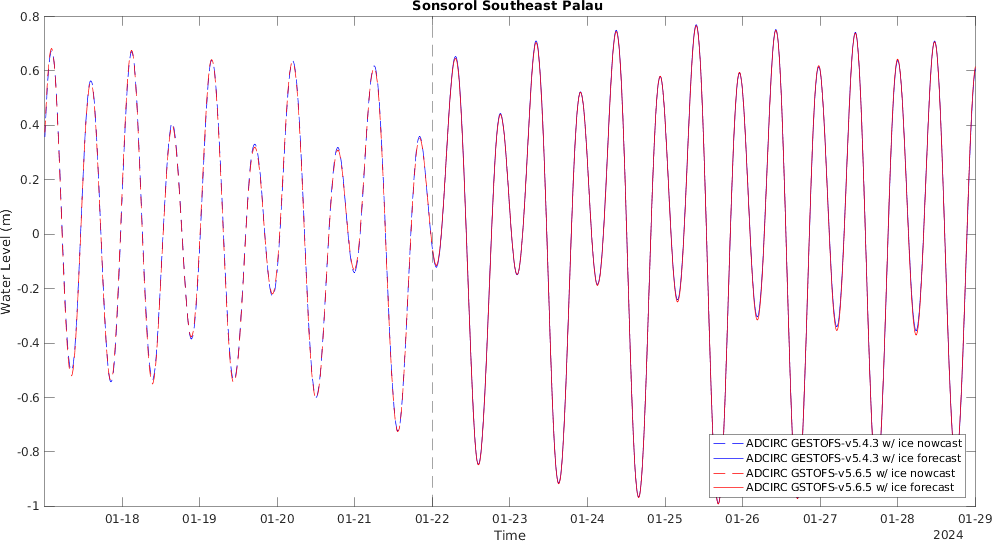 Sonsorol Southeast Palau
0.8
0.6
0.4
0.2
0
-0.2
-0.4
-0.6
-0.8
-1
Water Level (m)
ADCIRC GESTOFS-v5.4.3 w/ ice nowcast
ADCIRC GESTOFS-v5.4.3 w/ ice forecast
ADCIRC GSTOFS-v5.6.5 w/ ice nowcast
ADCIRC GSTOFS-v5.6.5 w/ ice forecast
01-18 01-19 01-20 01-21 01-22 01-23 01-24 01-25 01-26 01-27 01-28 01-29
Time
2024